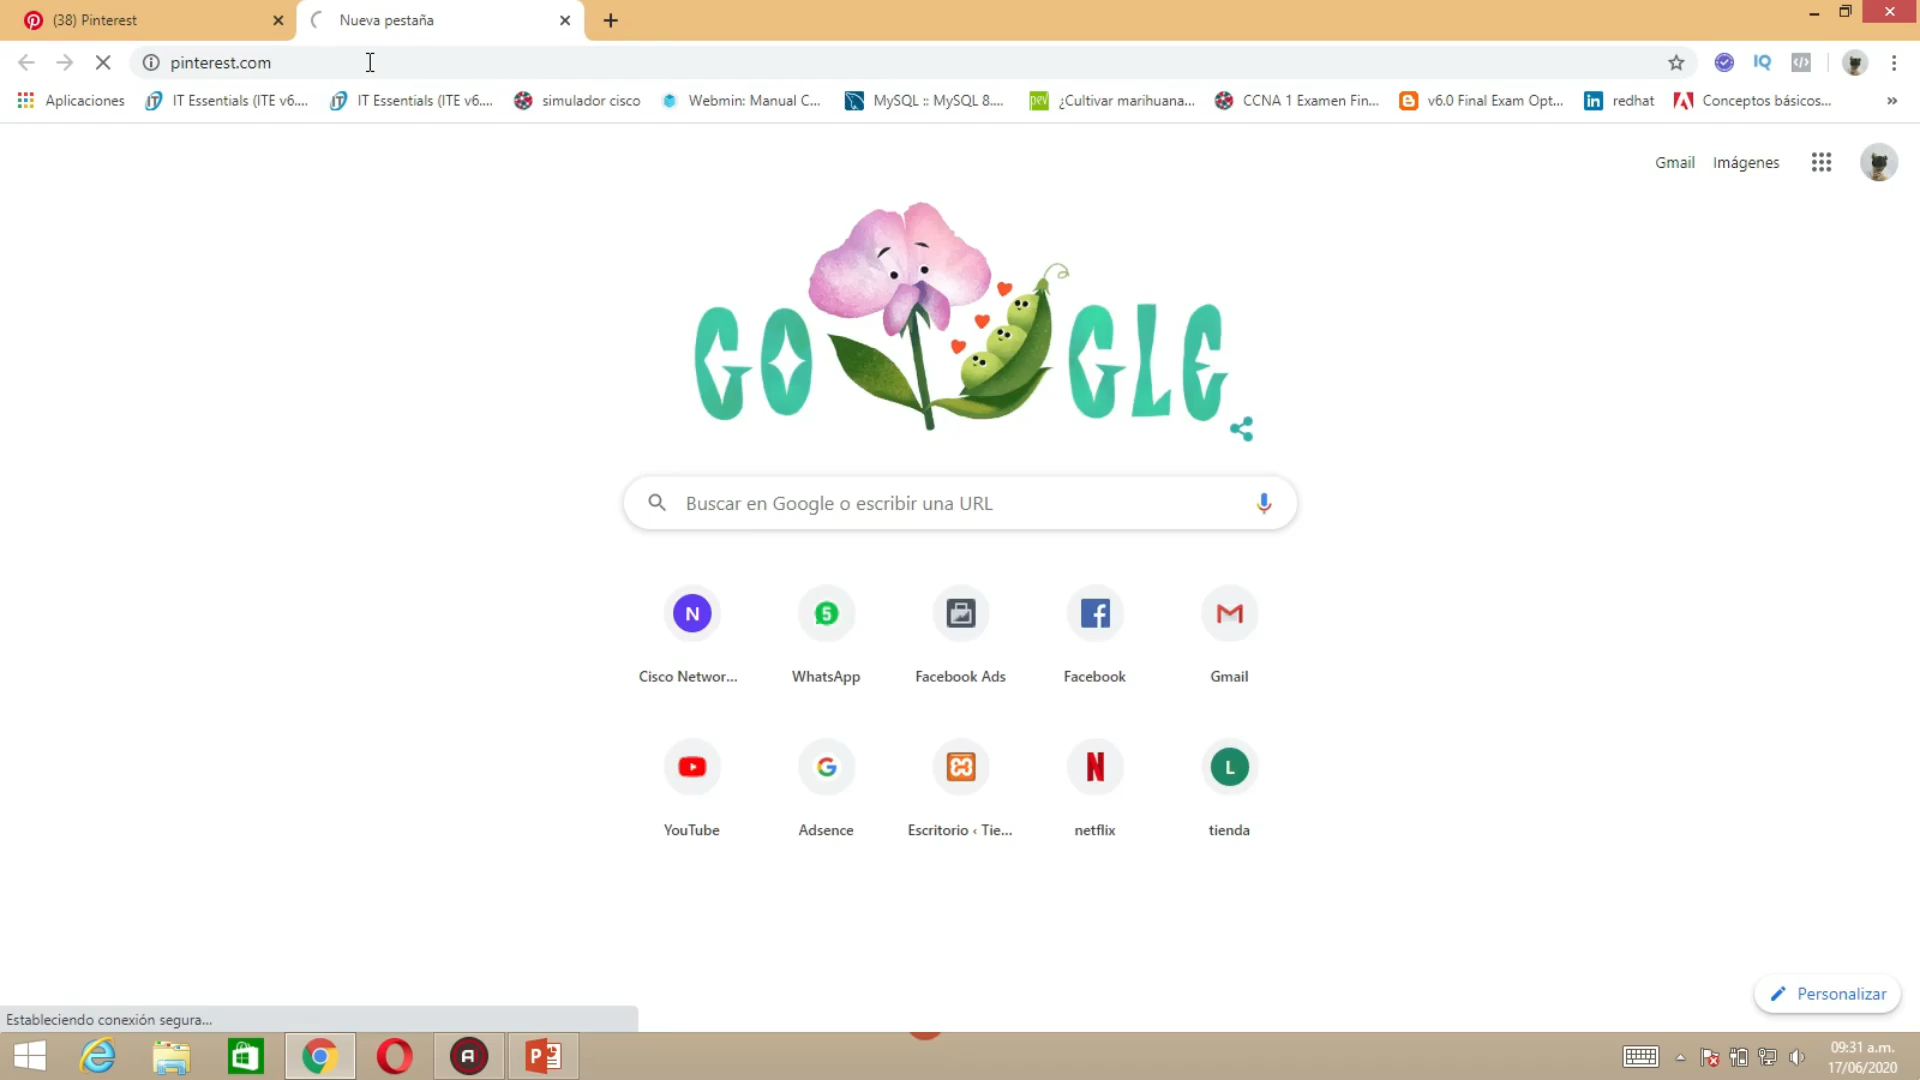 (38) Pinterest
Nueva pestaña
pinterest.com
Aplicaciones
IT Essentials (ITE v6....
IT Essentials (ITE v6....
simulador cisco
Webmin: Manual C...
MySQL :: MySQL 8....
¿Cultivar marihuana...
CCNA 1 Examen Fin...
v6.0 Final Exam Opt...
redhat
Conceptos básicos...
»
Gmail
Imágenes
GOOGLE
Buscar en Google o escribir una URL
Cisco Networ...
WhatsApp
Facebook Ads
Facebook
Gmail
YouTube
Adsence
Escritorio ‹ Tie...
netflix
tienda
Personalizar
Estableciendo conexión segura...
09:31 a.m.
17/06/2020